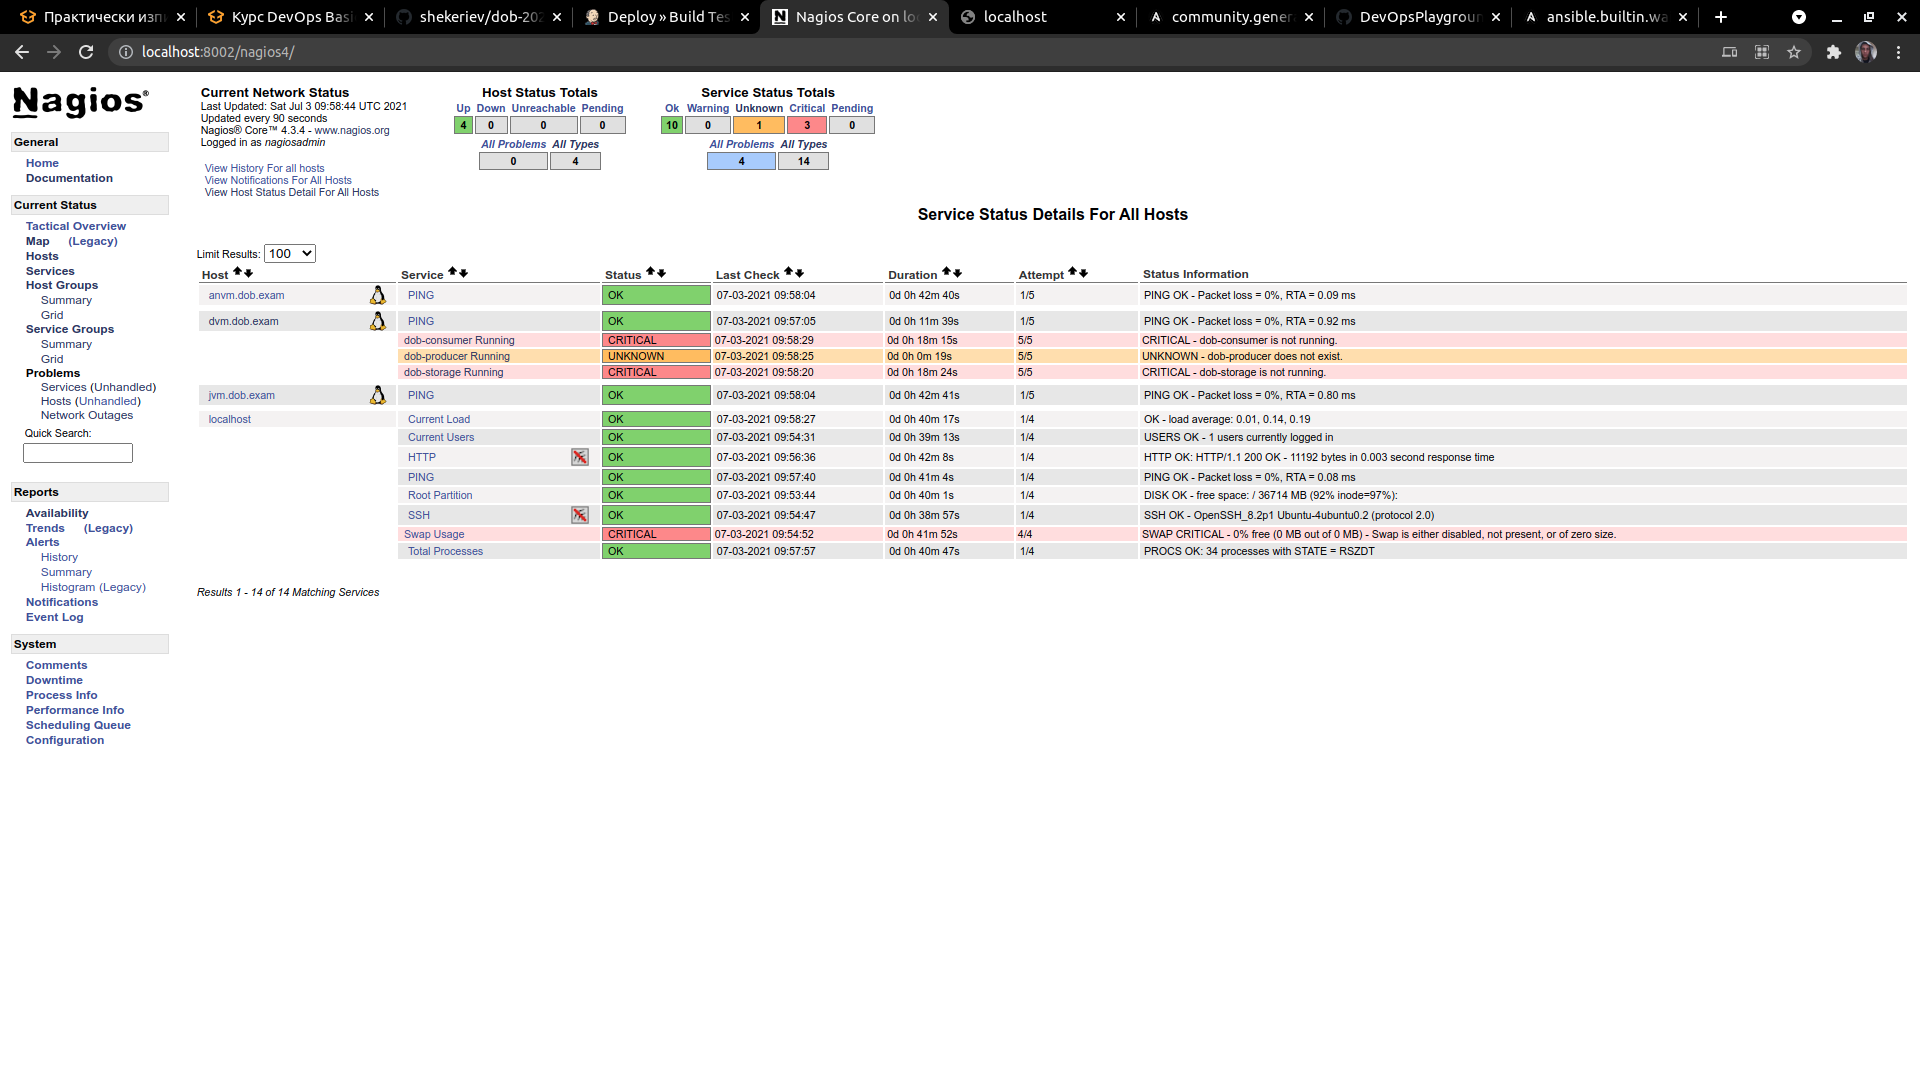 Практически изп
Курс DevOps Basi
shekeriev/dob-202
Deploy » Build Tes
Nagios Core on lo
localhost
community.genera
DevOpsPlaygroun
ansible.builtin.wa
localhost:8002/nagios4/
Nagios®
General
Home
Documentation
Current Status
Tactical Overview
Map (Legacy)
Hosts
Services
Host Groups
Summary
Grid
Service Groups
Summary
Grid
Problems
Services (Unhandled)
Hosts (Unhandled)
Network Outages
Quick Search:
Reports
Availability
Trends (Legacy)
Alerts
History
Summary
Histogram (Legacy)
Notifications
Event Log
System
Comments
Downtime
Process Info
Performance Info
Scheduling Queue
Configuration
Current Network Status
Last Updated: Sat Jul 3 09:58:44 UTC 2021
Updated every 90 seconds
Nagios® Core™ 4.3.4 - www.nagios.org
Logged in as nagiosadmin
View History For all hosts
View Notifications For All Hosts
View Host Status Detail For All Hosts
Host Status Totals
Up Down Unreachable Pending
4 0 0 0
All Problems All Types
0 4
Service Status Totals
Ok Warning Unknown Critical Pending
10 0 1 3 0
All Problems All Types
4 14
Service Status Details For All Hosts
Limit Results: 100
Host Service Status Last Check Duration Attempt Status Information
anvm.dob.exam PING OK 07-03-2021 09:58:04 0d 0h 42m 40s 1/5 PING OK - Packet loss = 0%, RTA = 0.09 ms
dvm.dob.exam PING OK 07-03-2021 09:57:05 0d 0h 11m 39s 1/5 PING OK - Packet loss = 0%, RTA = 0.92 ms
dob-consumer Running CRITICAL 07-03-2021 09:58:29 0d 0h 18m 15s 5/5 CRITICAL - dob-consumer is not running.
dob-producer Running UNKNOWN 07-03-2021 09:58:25 0d 0h 0m 19s 5/5 UNKNOWN - dob-producer does not exist.
dob-storage Running CRITICAL 07-03-2021 09:58:20 0d 0h 18m 24s 5/5 CRITICAL - dob-storage is not running.
jvm.dob.exam PING OK 07-03-2021 09:58:04 0d 0h 42m 41s 1/5 PING OK - Packet loss = 0%, RTA = 0.80 ms
localhost Current Load OK 07-03-2021 09:58:27 0d 0h 40m 17s 1/4 OK - load average: 0.01, 0.14, 0.19
Current Users OK 07-03-2021 09:54:31 0d 0h 39m 13s 1/4 USERS OK - 1 users currently logged in
HTTP OK 07-03-2021 09:56:36 0d 0h 42m 8s 1/4 HTTP OK: HTTP/1.1 200 OK - 11192 bytes in 0.003 second response time
PING OK 07-03-2021 09:57:40 0d 0h 41m 4s 1/4 PING OK - Packet loss = 0%, RTA = 0.08 ms
Root Partition OK 07-03-2021 09:53:44 0d 0h 40m 1s 1/4 DISK OK - free space: / 36714 MB (92% inode=97%):
SSH OK 07-03-2021 09:54:47 0d 0h 38m 57s 1/4 SSH OK - OpenSSH_8.2p1 Ubuntu-4ubuntu0.2 (protocol 2.0)
Swap Usage CRITICAL 07-03-2021 09:54:52 0d 0h 41m 52s 4/4 SWAP CRITICAL - 0% free (0 MB out of 0 MB) - Swap is either disabled, not present, or of zero size.
Total Processes OK 07-03-2021 09:57:57 0d 0h 40m 47s 1/4 PROCS OK: 34 processes with STATE = RSZDT
Results 1 - 14 of 14 Matching Services